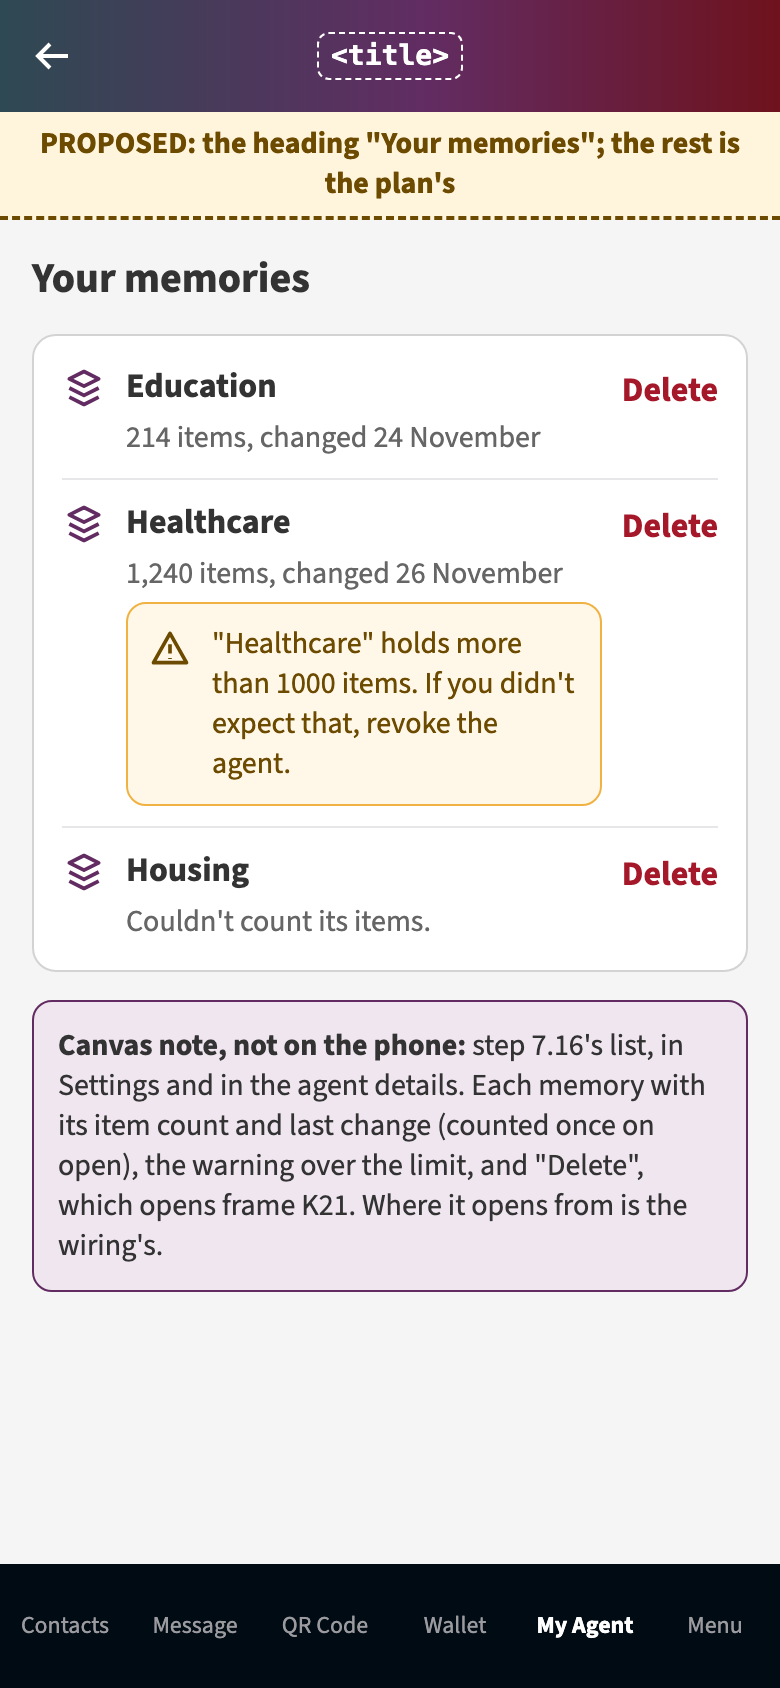 <title>
PROPOSED: the heading "Your memories"; the rest is
the plan's
Your memories
Education
Delete
214 items, changed 24 November
Healthcare
Delete
1,240 items, changed 26 November
"Healthcare" holds more
than 1000 items. If you didn't
expect that, revoke the
agent.
Housing
Delete
Couldn't count its items.
Canvas note, not on the phone: step 7.16's list, in
Settings and in the agent details. Each memory with
its item count and last change (counted once on
open), the warning over the limit, and "Delete",
which opens frame K21. Where it opens from is the
wiring's.
Contacts Message QR Code Wallet My Agent Menu